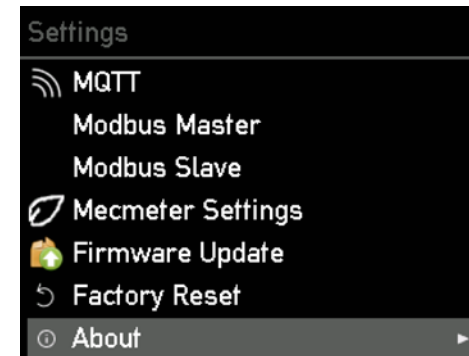 Settings
MQTT
Modbus Master
Modbus Slave
Mecmeter Settings
Firmware Update
Factory Reset
About